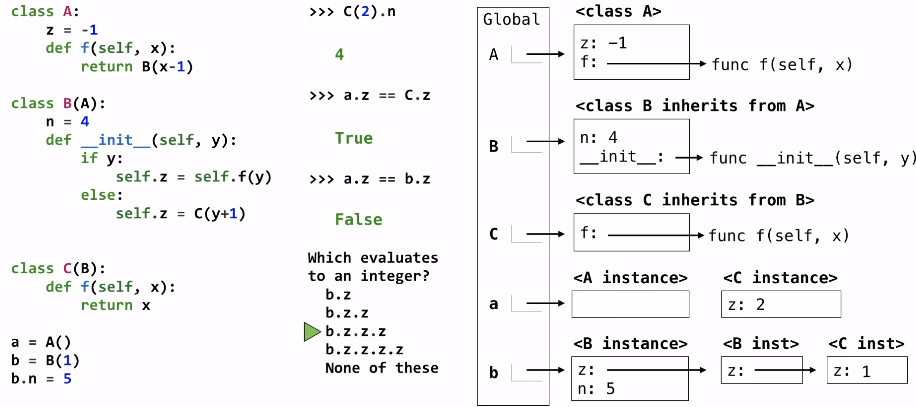 class A:
    z = -1
    def f(self, x):
        return B(x-1)
class B(A):
    n = 4
    def __init__(self, y):
        if y:
            self.z = self.f(y)
        else:
            self.z = C(y+1)
class C(B):
    def f(self, x):
        return x
a = A()
b = B(1)
b.n = 5
>>> C(2).n
4
>>> a.z == C.z
True
>>> a.z == b.z
False
Which evaluates
to an integer?
b.z
b.z.z
b.z.z.z
b.z.z.z.z
None of these
Global
A
B
C
a
b
<class A>
z: −1
f:
func f(self, x)
<class B inherits from A>
n: 4
__init__:
func __init__(self, y)
<class C inherits from B>
f:
func f(self, x)
<A instance>
<C instance>
z: 2
<B instance>
<B inst>
<C inst>
z:
n: 5
z:
z: 1